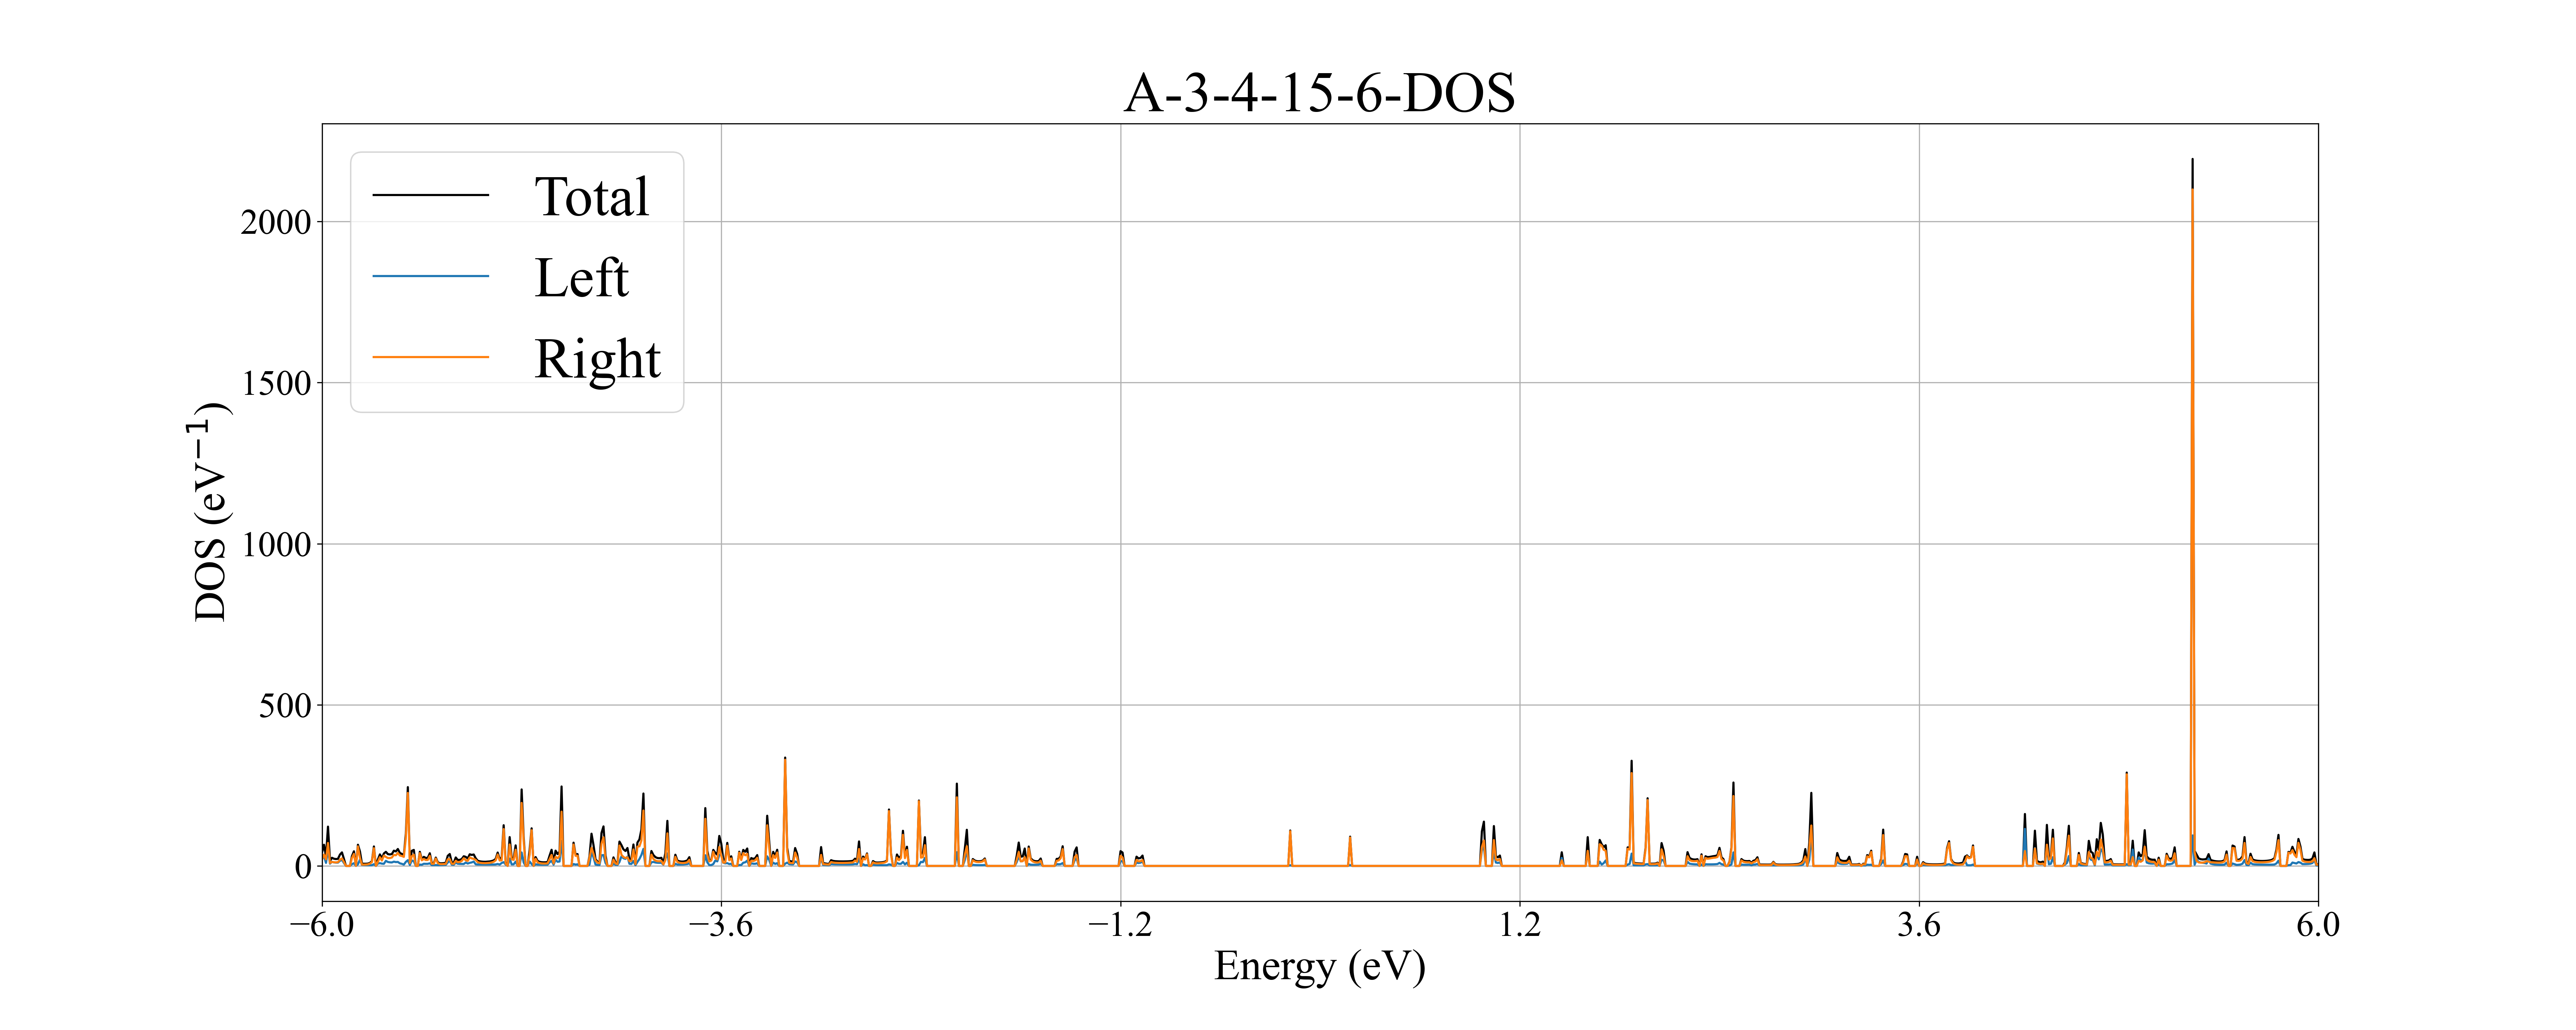 A-3-4-15-6-DOS
Total
Left
Right
2000
1500
1000
500
0
DOS (eV⁻¹)
−6.0
−3.6
−1.2
1.2
3.6
6.0
Energy (eV)